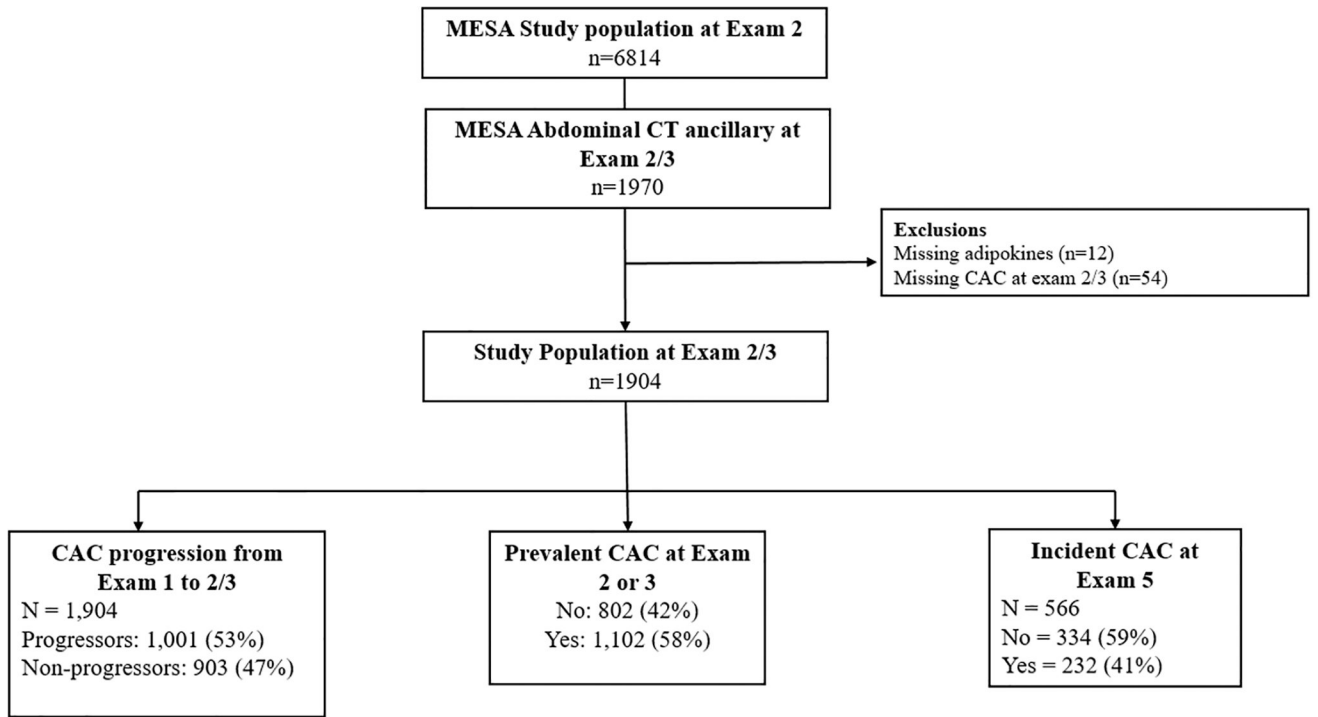 MESA Study population at Exam 2
n=6814
MESA Abdominal CT ancillary at
Exam 2/3
n=1970
Exclusions
Missing adipokines (n=12)
Missing CAC at exam 2/3 (n=54)
Study Population at Exam 2/3
n=1904
CAC progression from
Exam 1 to 2/3
N = 1,904
Progressors: 1,001 (53%)
Non-progressors: 903 (47%)
Prevalent CAC at Exam
2 or 3
No: 802 (42%)
Yes: 1,102 (58%)
Incident CAC at
Exam 5
N = 566
No = 334 (59%)
Yes = 232 (41%)